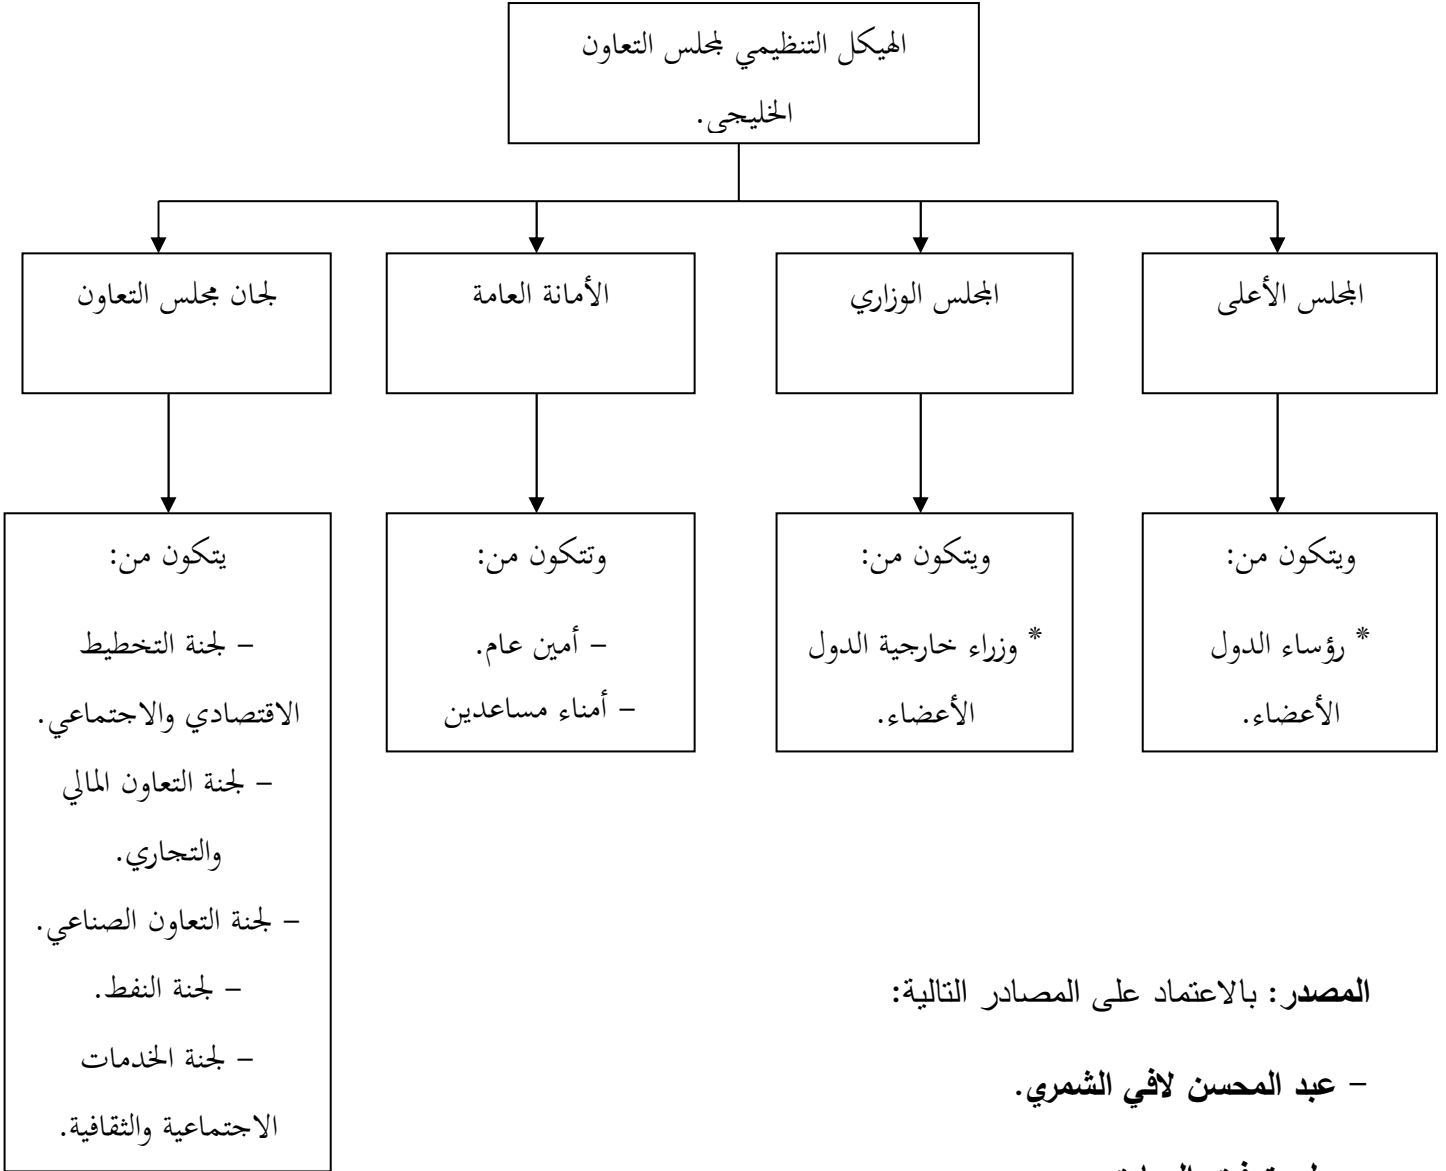 الهيكل التنظيمي لمجلس التعاون
الخليجي.
المجلس الأعلى
المجلس الوزاري
الأمانة العامة
لجان مجلس التعاون
ويتكون من:
* رؤساء الدول
الأعضاء.
ويتكون من:
* وزراء خارجية الدول
الأعضاء.
وتتكون من:
– أمين عام.
– أمناء مساعدين
يتكون من:
– لجنة التخطيط
الاقتصادي والاجتماعي.
– لجنة التعاون المالي
والتجاري.
– لجنة التعاون الصناعي.
– لجنة النفط.
– لجنة الخدمات
الاجتماعية والثقافية.
المصدر: بالاعتماد على المصادر التالية:
– عبد المحسن لافي الشمري.